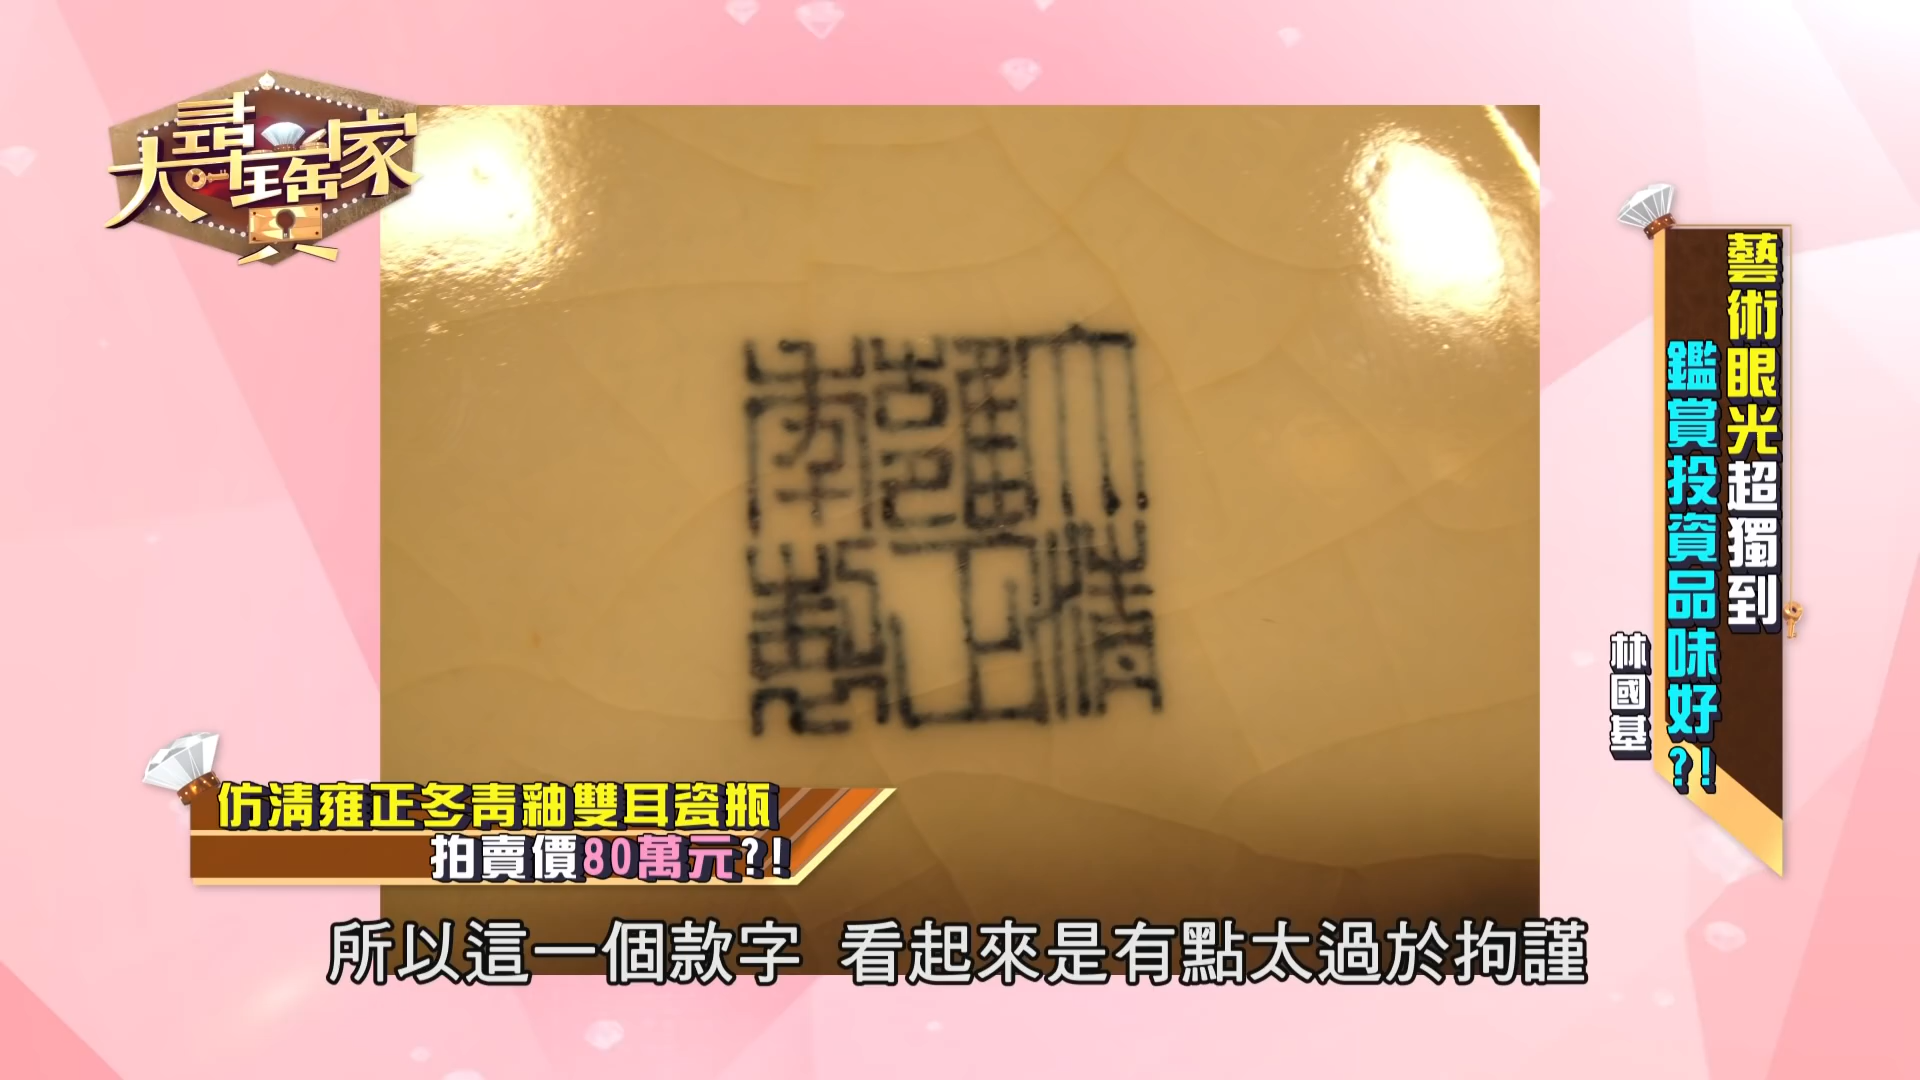 大尋寶家
藝術眼光超獨到
鑑賞投資品味好?!
林國基
大清
雍正
年製
仿清雍正冬青釉雙耳瓷瓶
拍賣價80萬元?!
所以這一個款字 看起來是有點太過於拘謹